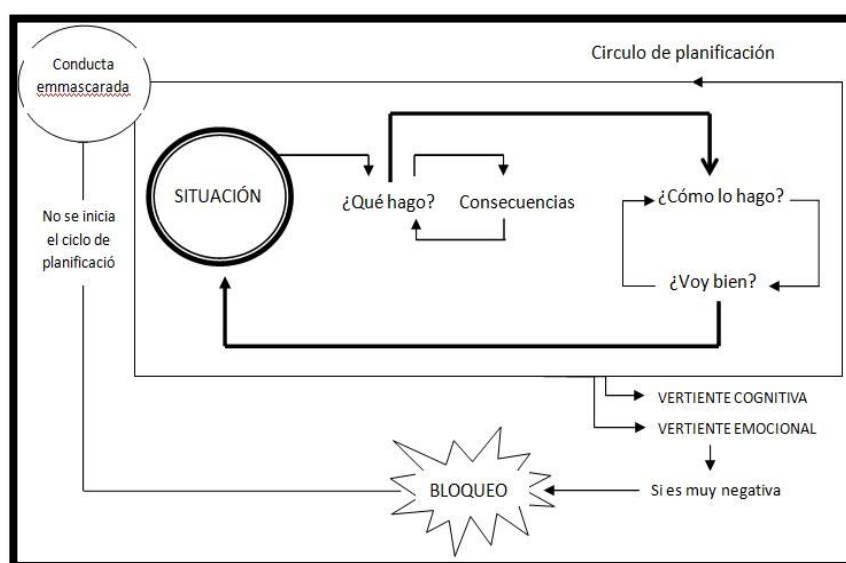 Circulo de planificación
Conducta
emmascarada
SITUACIÓN
¿Qué hago?
Consecuencias
¿Cómo lo hago?
¿Voy bien?
No se inicia
el ciclo de
planificació
VERTIENTE COGNITIVA
VERTIENTE EMOCIONAL
Si es muy negativa
BLOQUEO